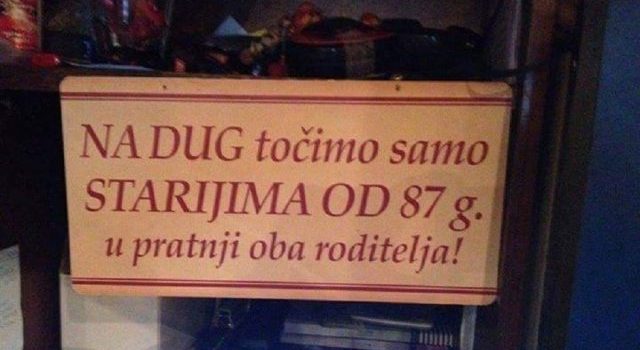 NA DUG točimo samo
STARIJIMA OD 87 g.
u pratnji oba roditelja!